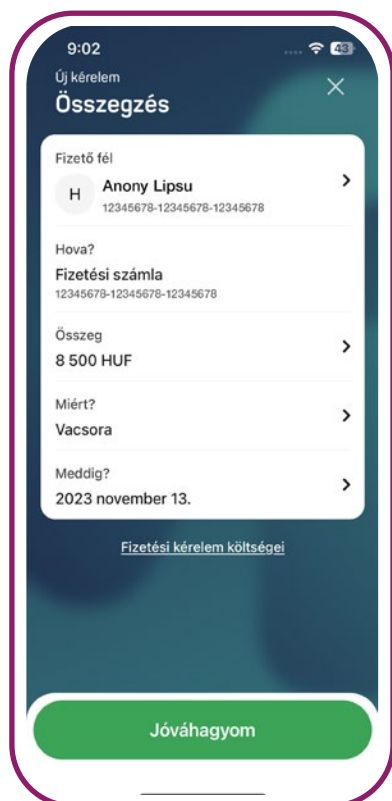 9:02
43
Új kérelem
Összegzés
Fizető fél
H
Anony Lipsu
12345678-12345678-12345678
Hova?
Fizetési számla
12345678-12345678-12345678
Összeg
8 500 HUF
Miért?
Vacsora
Meddig?
2023 november 13.
Fizetési kérelem költségei
Jóváhagyom